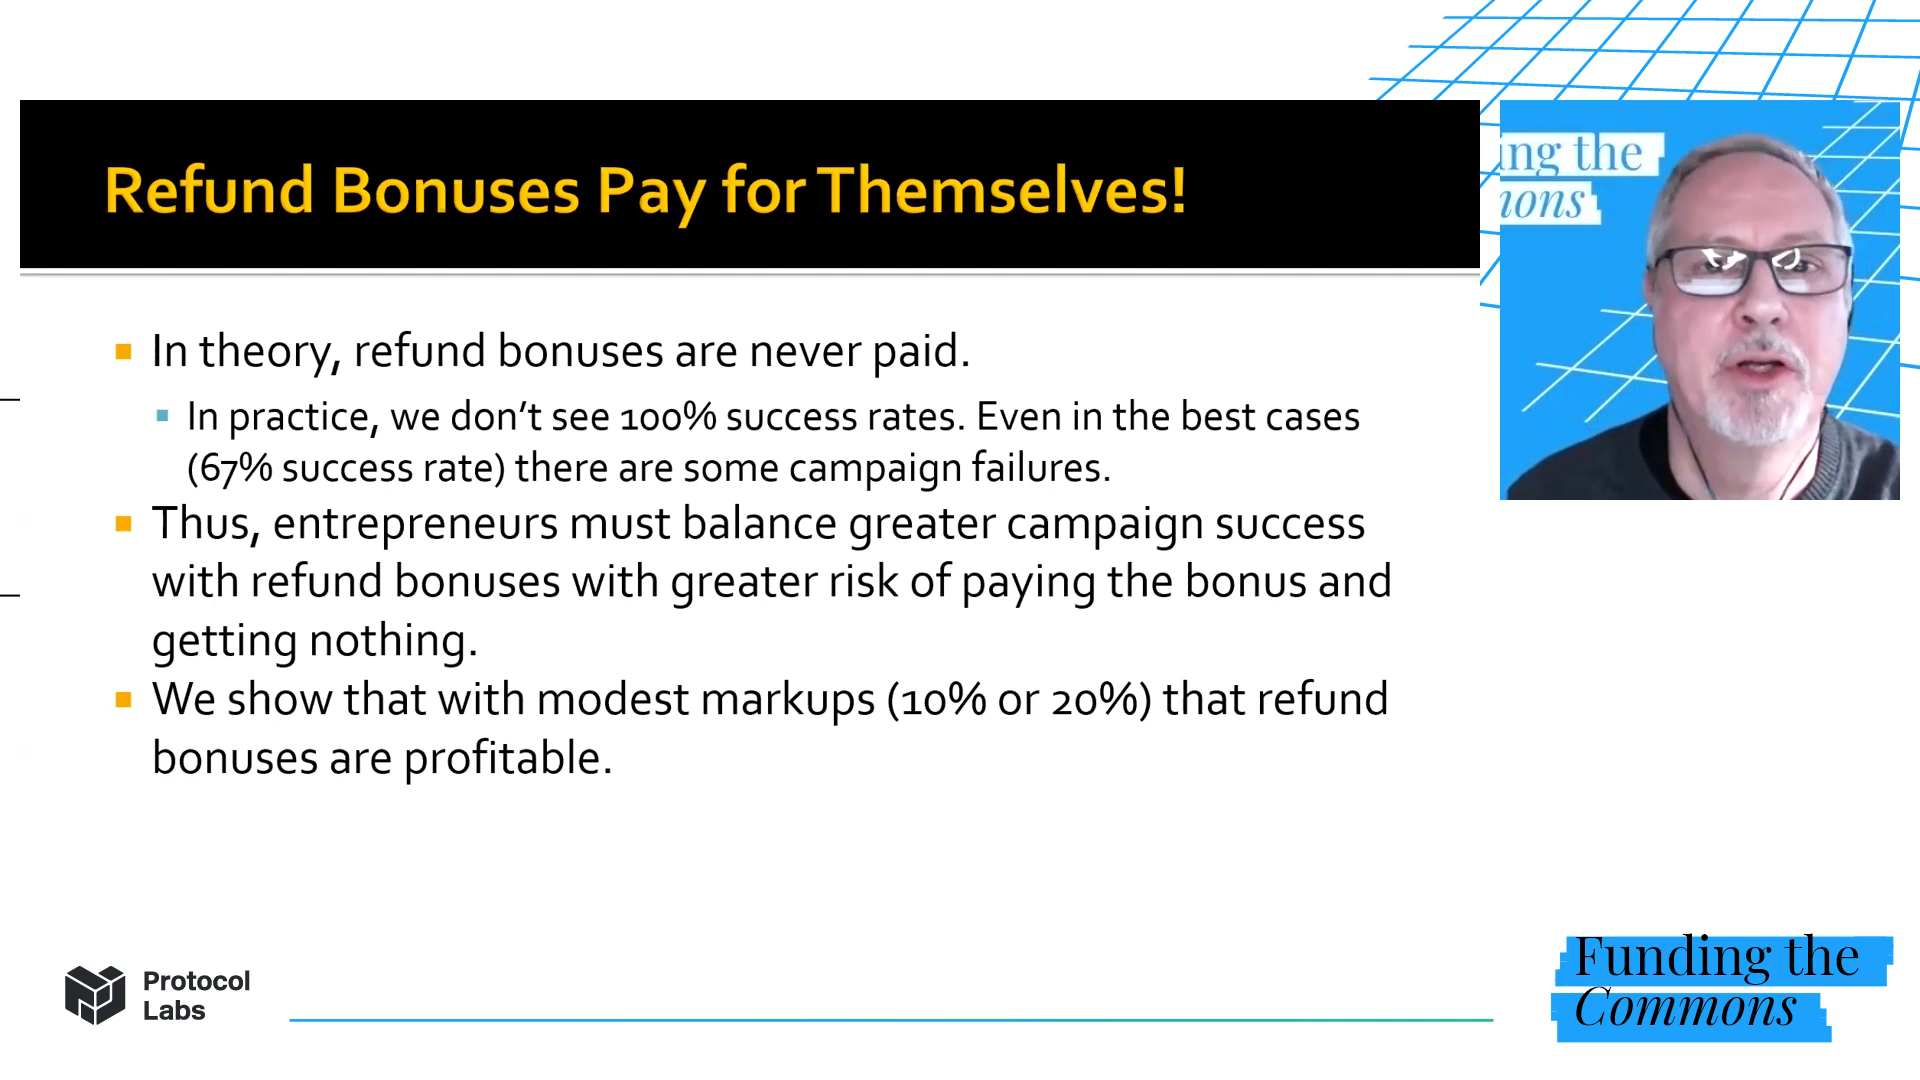 Refund Bonuses Pay for Themselves!
ing the
ons
In theory, refund bonuses are never paid.
In practice, we don’t see 100% success rates. Even in the best cases
(67% success rate) there are some campaign failures.
Thus, entrepreneurs must balance greater campaign success
with refund bonuses with greater risk of paying the bonus and
getting nothing.
We show that with modest markups (10% or 20%) that refund
bonuses are profitable.
Protocol
Labs
Funding the
Commons